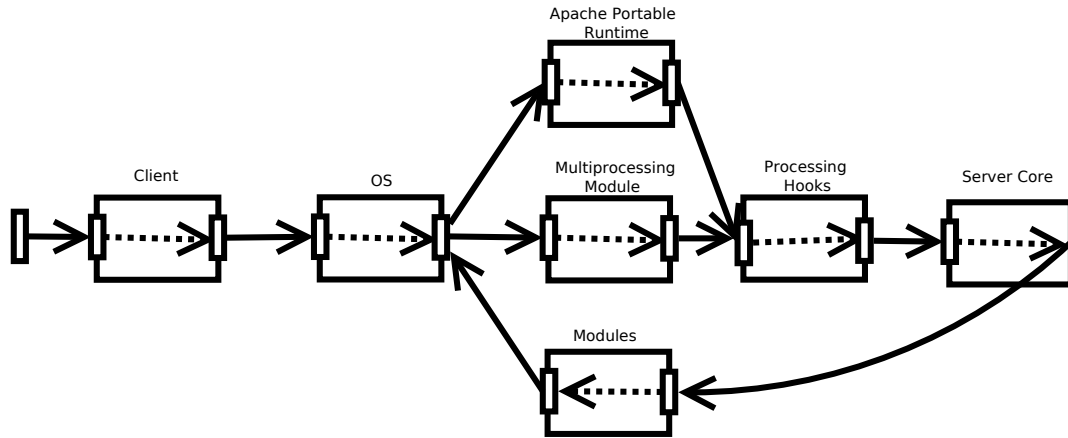 Apache Portable
Runtime
Client
OS
Multiprocessing
Module
Processing
Hooks
Server Core
Modules